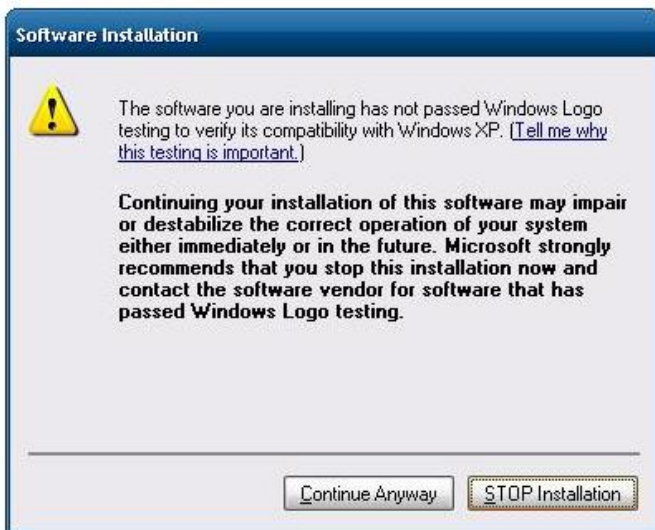 Software Installation
The software you are installing has not passed Windows Logo
testing to verify its compatibility with Windows XP. (Tell me why
this testing is important.)
Continuing your installation of this software may impair
or destabilize the correct operation of your system
either immediately or in the future. Microsoft strongly
recommends that you stop this installation now and
contact the software vendor for software that has
passed Windows Logo testing.
Continue Anyway
STOP Installation